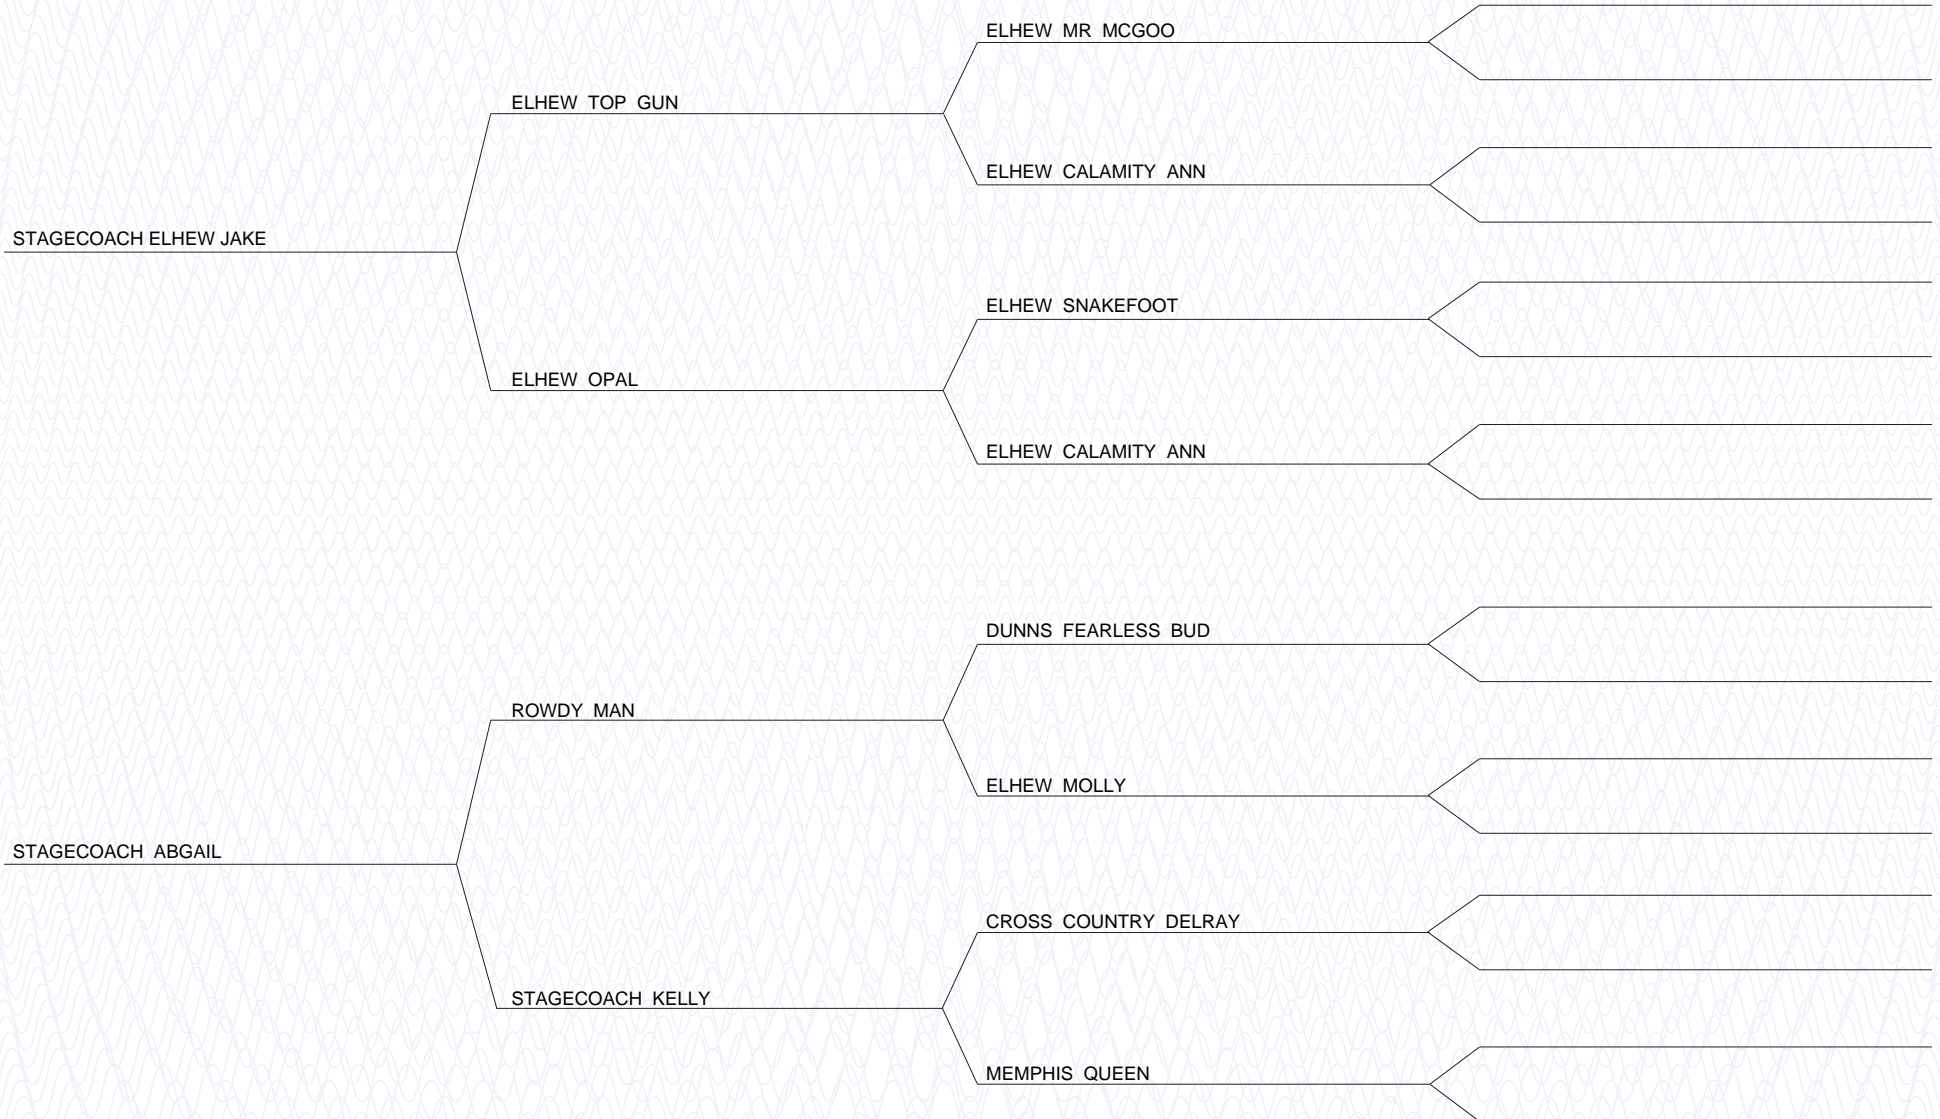 ELHEW MR MCGOO
ELHEW TOP GUN
ELHEW CALAMITY ANN
STAGECOACH ELHEW JAKE
ELHEW SNAKEFOOT
ELHEW OPAL
ELHEW CALAMITY ANN
DUNNS FEARLESS BUD
ROWDY MAN
ELHEW MOLLY
STAGECOACH ABGAIL
CROSS COUNTRY DELRAY
STAGECOACH KELLY
MEMPHIS QUEEN